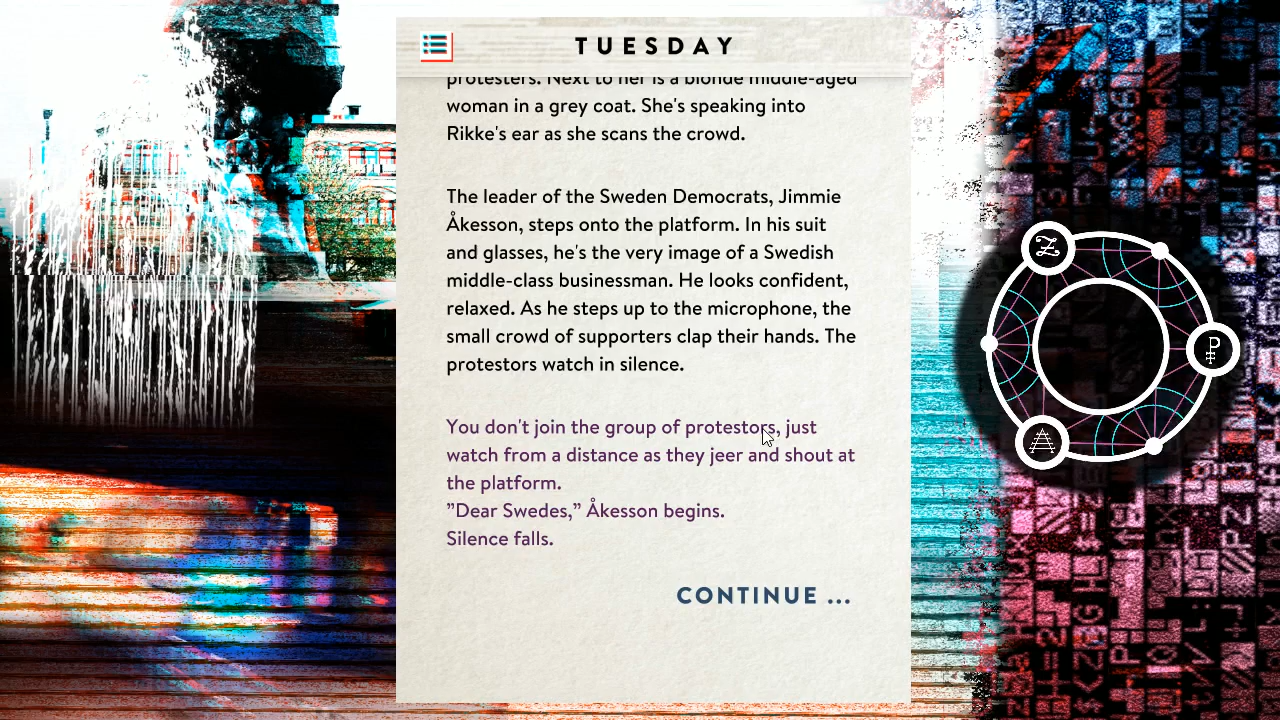 TUESDAY
protesters. Next to her is a blonde middle-aged
woman in a grey coat. She's speaking into
Rikke's ear as she scans the crowd.
The leader of the Sweden Democrats, Jimmie
Åkesson, steps onto the platform. In his suit
and glasses, he's the very image of a Swedish
middle-class businessman. He looks confident,
relaxed. As he steps up to the microphone, the
small crowd of supporters clap their hands. The
protestors watch in silence.
You don't join the group of protestors, just
watch from a distance as they jeer and shout at
the platform.
”Dear Swedes,” Åkesson begins.
Silence falls.
CONTINUE ...